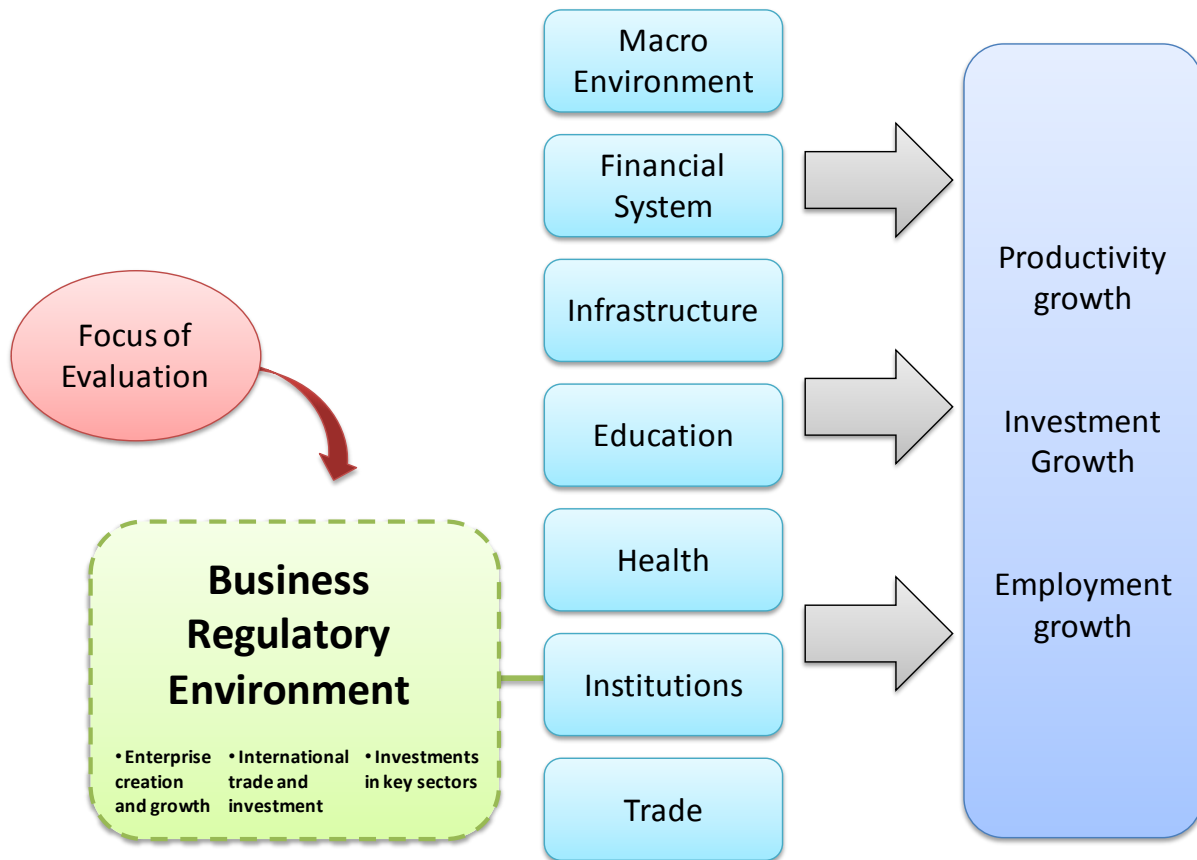 Macro
Environment
Financial
System
Infrastructure
Education
Health
Institutions
Trade
Focus of
Evaluation
Business
Regulatory
Environment
• Enterprise
creation
and growth
• International
trade and
investment
• Investments
in key sectors
Productivity
growth
Investment
Growth
Employment
growth